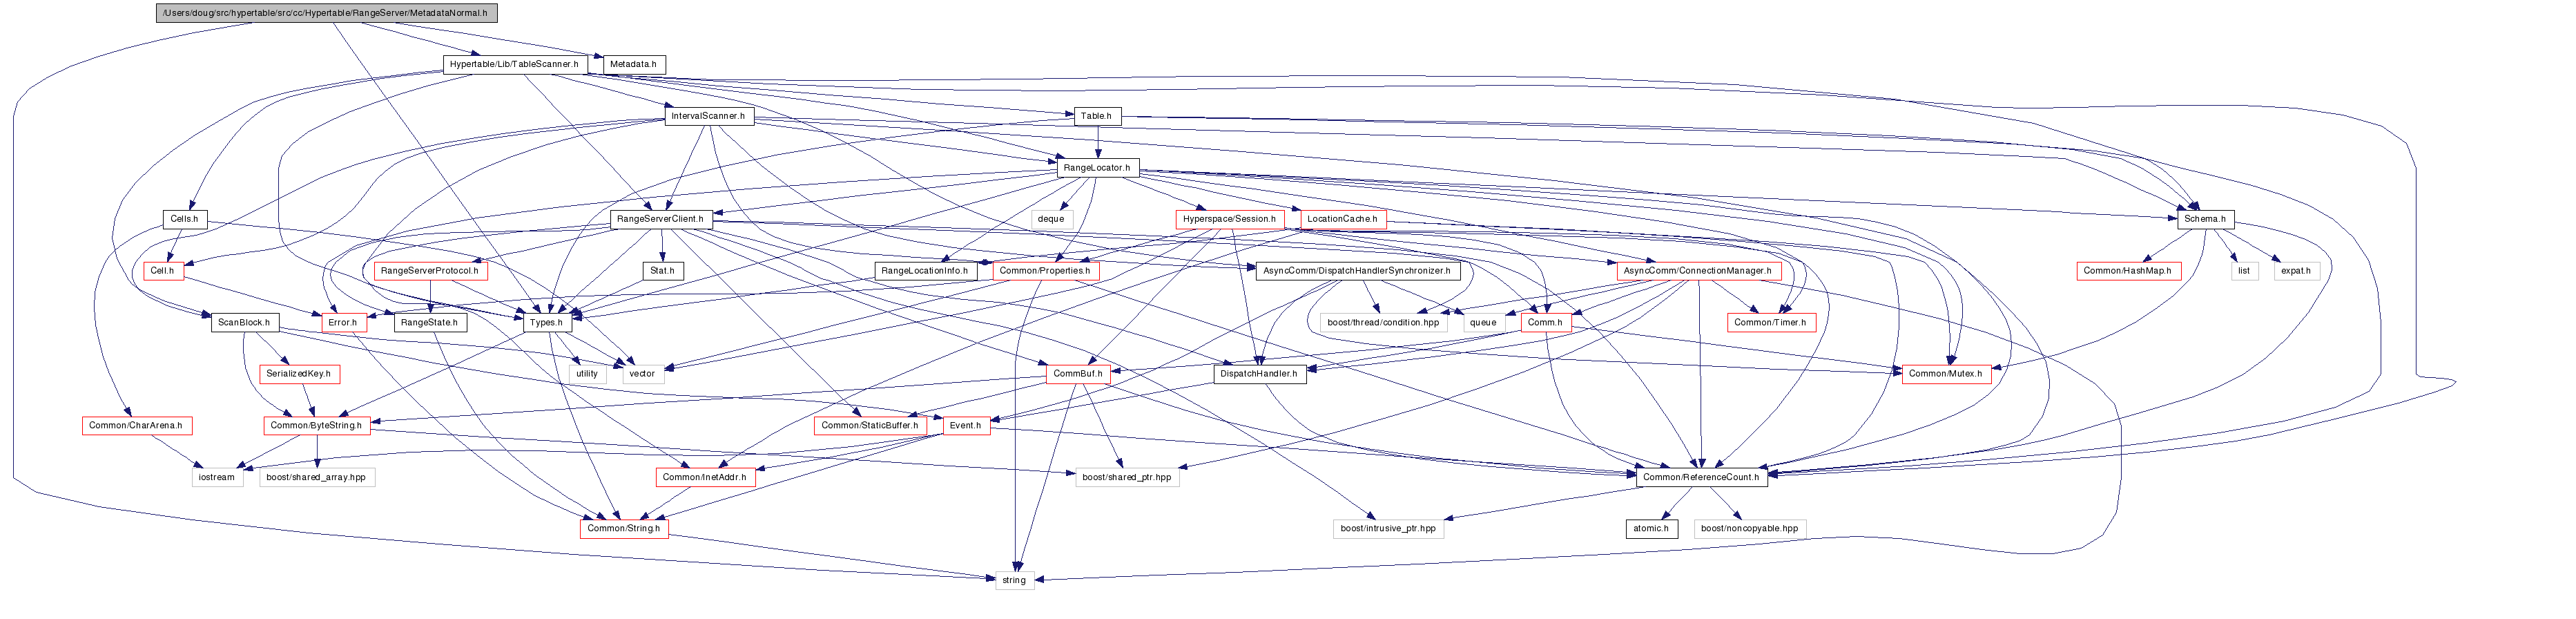 /Users/doug/src/hypertable/src/cc/Hypertable/RangeServer/MetadataNormal.h
Hypertable/Lib/TableScanner.h
Metadata.h
IntervalScanner.h
Table.h
RangeLocator.h
Cells.h
RangeServerClient.h
deque
Hyperspace/Session.h
LocationCache.h
Schema.h
Cell.h
RangeServerProtocol.h
Stat.h
RangeLocationInfo.h
Common/Properties.h
AsyncComm/DispatchHandlerSynchronizer.h
AsyncComm/ConnectionManager.h
Common/HashMap.h
list
expat.h
ScanBlock.h
Error.h
RangeState.h
Types.h
boost/thread/condition.hpp
queue
Comm.h
Common/Timer.h
SerializedKey.h
utility
vector
CommBuf.h
DispatchHandler.h
Common/Mutex.h
Common/CharArena.h
Common/ByteString.h
Common/StaticBuffer.h
Event.h
iostream
boost/shared_array.hpp
Common/InetAddr.h
boost/shared_ptr.hpp
Common/ReferenceCount.h
Common/String.h
boost/intrusive_ptr.hpp
atomic.h
boost/noncopyable.hpp
string